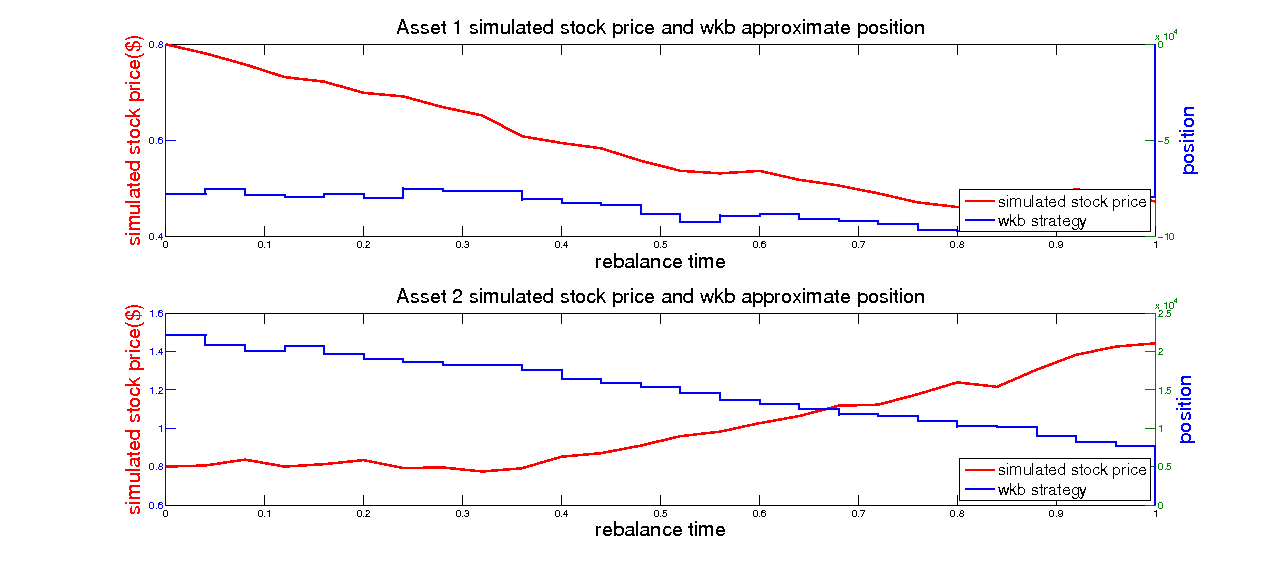 Asset 1 simulated stock price and wkb approximate position
x 10^4
simulated stock price($)
0.8
0.6
0.4
0
-5
-10
position
simulated stock price
wkb strategy
0 0.1 0.2 0.3 0.4 0.5 0.6 0.7 0.8 0.9 1
rebalance time
Asset 2 simulated stock price and wkb approximate position
x 10^4
simulated stock price($)
1.6
1.4
1.2
1
0.8
0.6
2.5
2
1.5
1
0.5
0
position
simulated stock price
wkb strategy
0 0.1 0.2 0.3 0.4 0.5 0.6 0.7 0.8 0.9 1
rebalance time